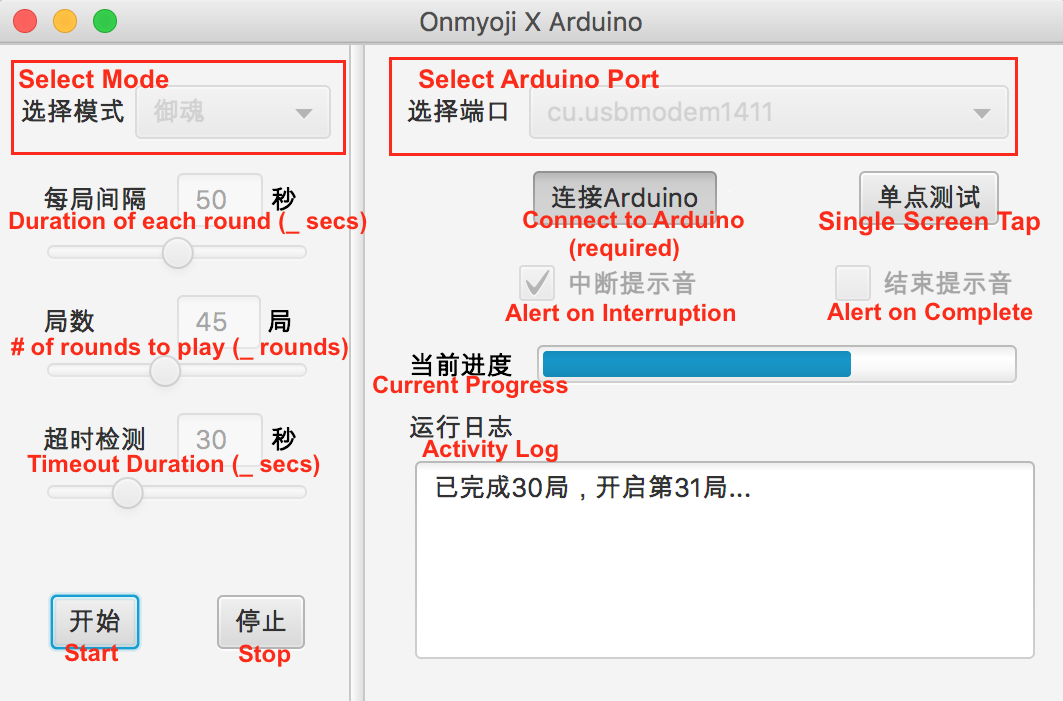 Onmyoji X Arduino
Select Mode
选择模式 御魂
每局间隔 50 秒
Duration of each round (_ secs)
局数 45 局
# of rounds to play (_ rounds)
超时检测 30 秒
Timeout Duration (_ secs)
开始 停止
Start Stop
Select Arduino Port
选择端口 cu.usbmodem1411
连接Arduino 单点测试
Connect to Arduino Single Screen Tap
(required)
中断提示音 结束提示音
Alert on Interruption Alert on Complete
当前进度
Current Progress
运行日志
Activity Log
已完成30局，开启第31局...